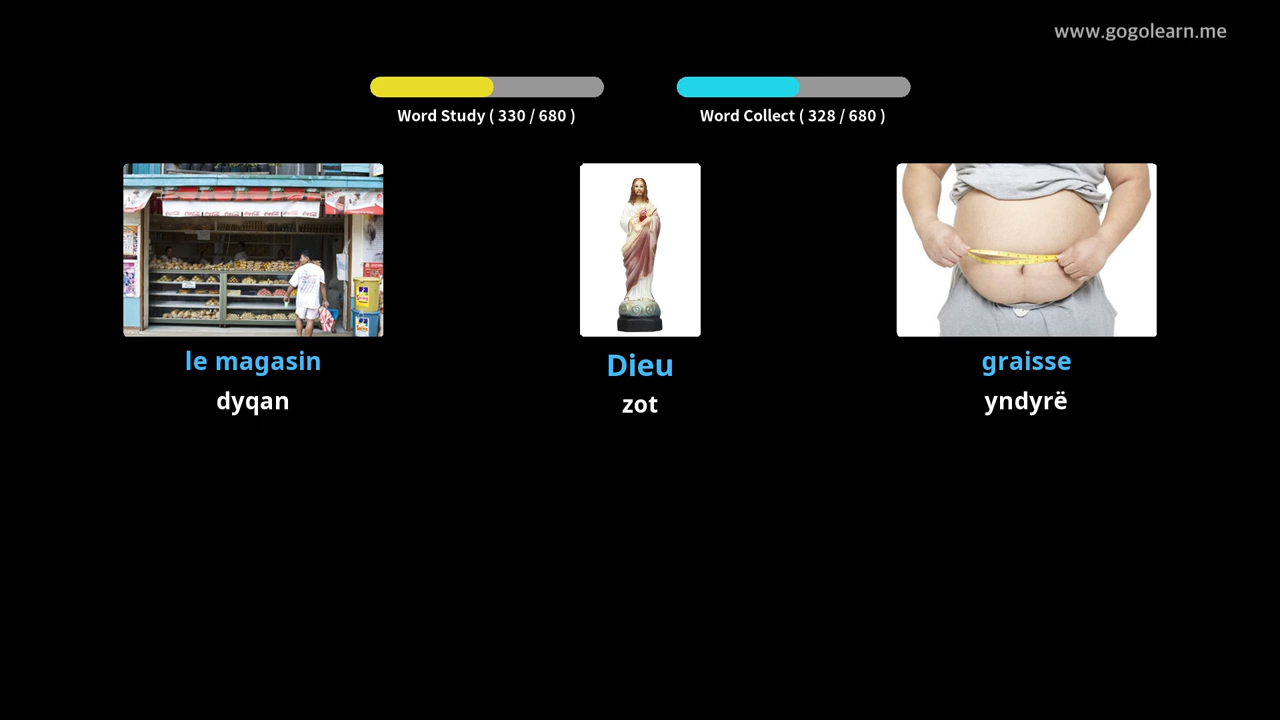 www.gogolearn.me
Word Study ( 330 / 680 )
Word Collect ( 328 / 680 )
le magasin
dyqan
Dieu
zot
graisse
yndyrë